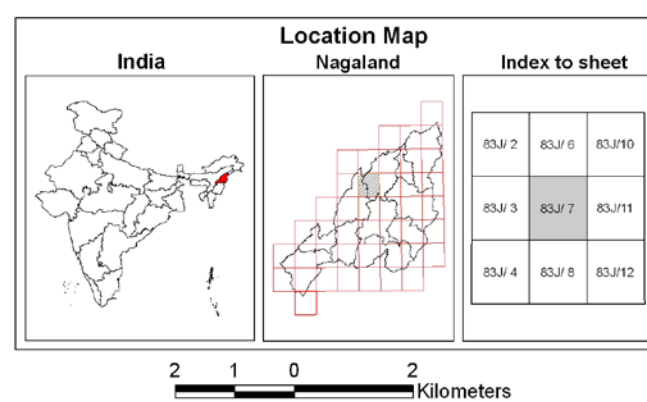 Location Map
India
Nagaland
Index to sheet
83J/ 2 83J/ 6 83J/10
83J/ 3 83J/ 7 83J/11
83J/ 4 83J/ 8 83J/12
2 1 0 2
Kilometers